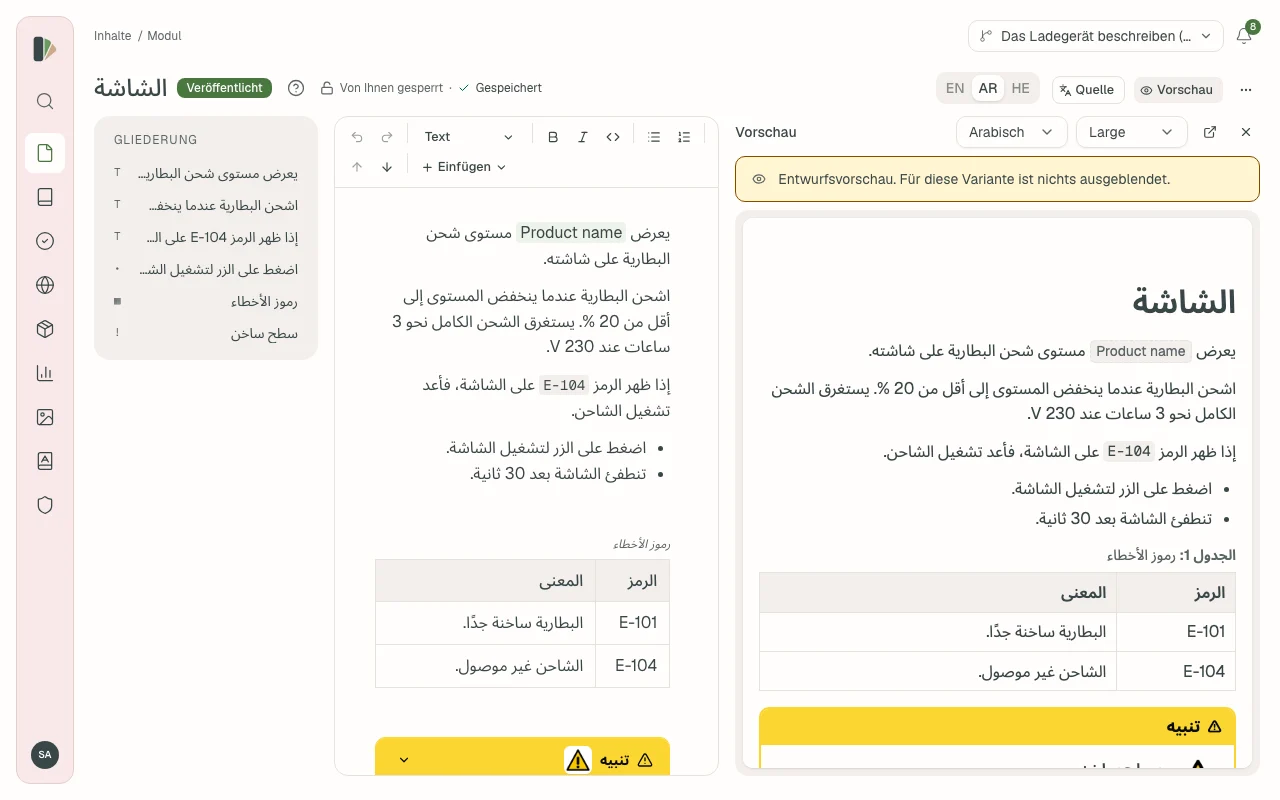 Inhalte / Modul
Das Ladegerät beschreiben (...
8
الشاشة
Veröffentlicht
Von Ihnen gesperrt · Gespeichert
EN AR HE
Quelle
Vorschau
GLIEDERUNG
T يعرض مستوى شحن البطاريـ...
T اشحن البطارية عندما ينخفـ...
T إذا ظهر الرمز E-104 على الـ...
اضغط على الزر لتشغيل الشـ...
رموز الأخطاء
! سطح ساخن
Text
Einfügen
يعرض Product name مستوى شحن
البطارية على شاشته.
اشحن البطارية عندما ينخفض المستوى إلى
أقل من 20 %. يستغرق الشحن الكامل نحو 3
ساعات عند 230 V.
إذا ظهر الرمز E-104 على الشاشة، فأعد
تشغيل الشاحن.
• اضغط على الزر لتشغيل الشاشة.
• تنطفئ الشاشة بعد 30 ثانية.
رموز الأخطاء
الرمز المعنى
E-101 البطارية ساخنة جدًا.
E-104 الشاحن غير موصول.
تنبيه
Vorschau
Arabisch
Large
Entwurfsvorschau. Für diese Variante ist nichts ausgeblendet.
الشاشة
يعرض Product name مستوى شحن البطارية على شاشته.
اشحن البطارية عندما ينخفض المستوى إلى أقل من 20 %. يستغرق الشحن
الكامل نحو 3 ساعات عند 230 V.
إذا ظهر الرمز E-104 على الشاشة، فأعد تشغيل الشاحن.
• اضغط على الزر لتشغيل الشاشة.
• تنطفئ الشاشة بعد 30 ثانية.
الجدول 1: رموز الأخطاء
الرمز المعنى
E-101 البطارية ساخنة جدًا.
E-104 الشاحن غير موصول.
تنبيه
SA